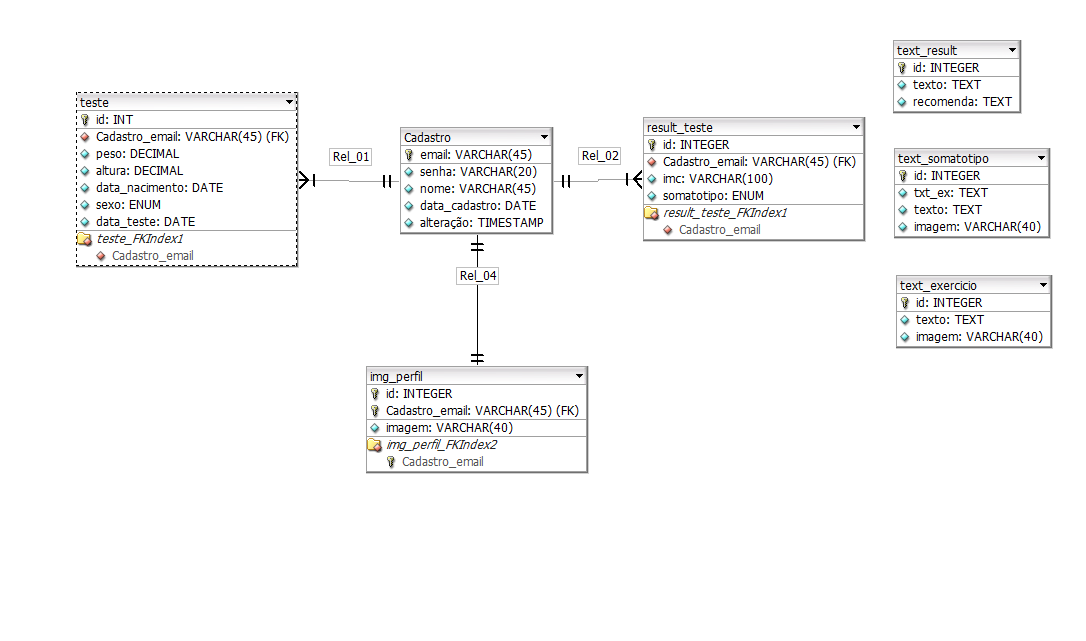 teste
id: INT
Cadastro_email: VARCHAR(45) (FK)
peso: DECIMAL
altura: DECIMAL
data_nacimento: DATE
sexo: ENUM
data_teste: DATE
teste_FKIndex1
Cadastro_email
Rel_01
Cadastro
email: VARCHAR(45)
senha: VARCHAR(20)
nome: VARCHAR(45)
data_cadastro: DATE
alteração: TIMESTAMP
Rel_02
result_teste
id: INTEGER
Cadastro_email: VARCHAR(45) (FK)
imc: VARCHAR(100)
somatotipo: ENUM
result_teste_FKIndex1
Cadastro_email
Rel_04
img_perfil
id: INTEGER
Cadastro_email: VARCHAR(45) (FK)
imagem: VARCHAR(40)
img_perfil_FKIndex2
Cadastro_email
text_result
id: INTEGER
texto: TEXT
recomenda: TEXT
text_somatotipo
id: INTEGER
txt_ex: TEXT
texto: TEXT
imagem: VARCHAR(40)
text_exercicio
id: INTEGER
texto: TEXT
imagem: VARCHAR(40)